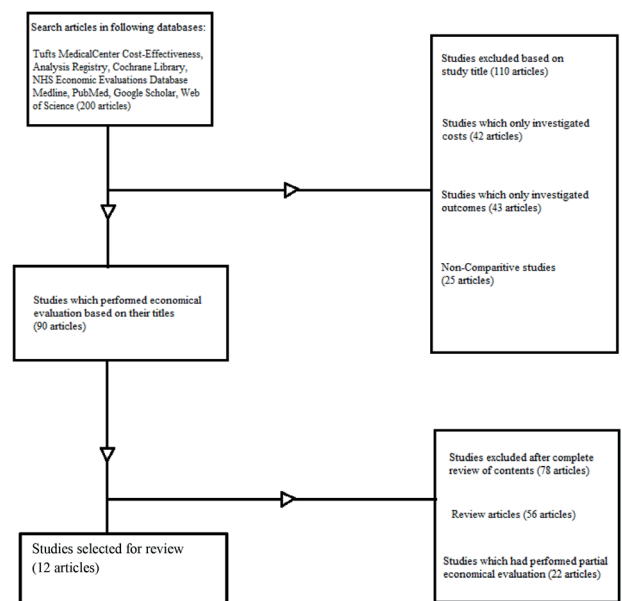 Search articles in following databases:
Tufts MedicalCenter Cost-Effectiveness,
Analysis Registry, Cochrane Library,
NHS Economic Evaluations Database
Medline, PubMed, Google Scholar, Web
of Science (200 articles)
Studies excluded based on
study title (110 articles)
Studies which only investigated
costs (42 articles)
Studies which only investigated
outcomes (43 articles)
Non-Comparitive studies
(25 articles)
Studies which performed economical
evaluation based on their titles
(90 articles)
Studies excluded after complete
review of contents (78 articles)
Review articles (56 articles)
Studies which had performed partial
economical evaluation (22 articles)
Studies selected for review
(12 articles)